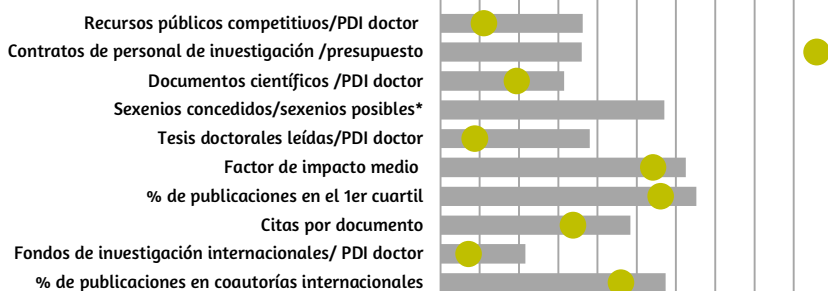 Recursos públicos competitivos/PDI doctor
Contratos de personal de investigación /presupuesto
Documentos científicos /PDI doctor
Sexenios concedidos/sexenios posibles*
Tesis doctorales leídas/PDI doctor
Factor de impacto medio
% de publicaciones en el 1er cuartil
Citas por documento
Fondos de investigación internacionales/ PDI doctor
% de publicaciones en coautorías internacionales